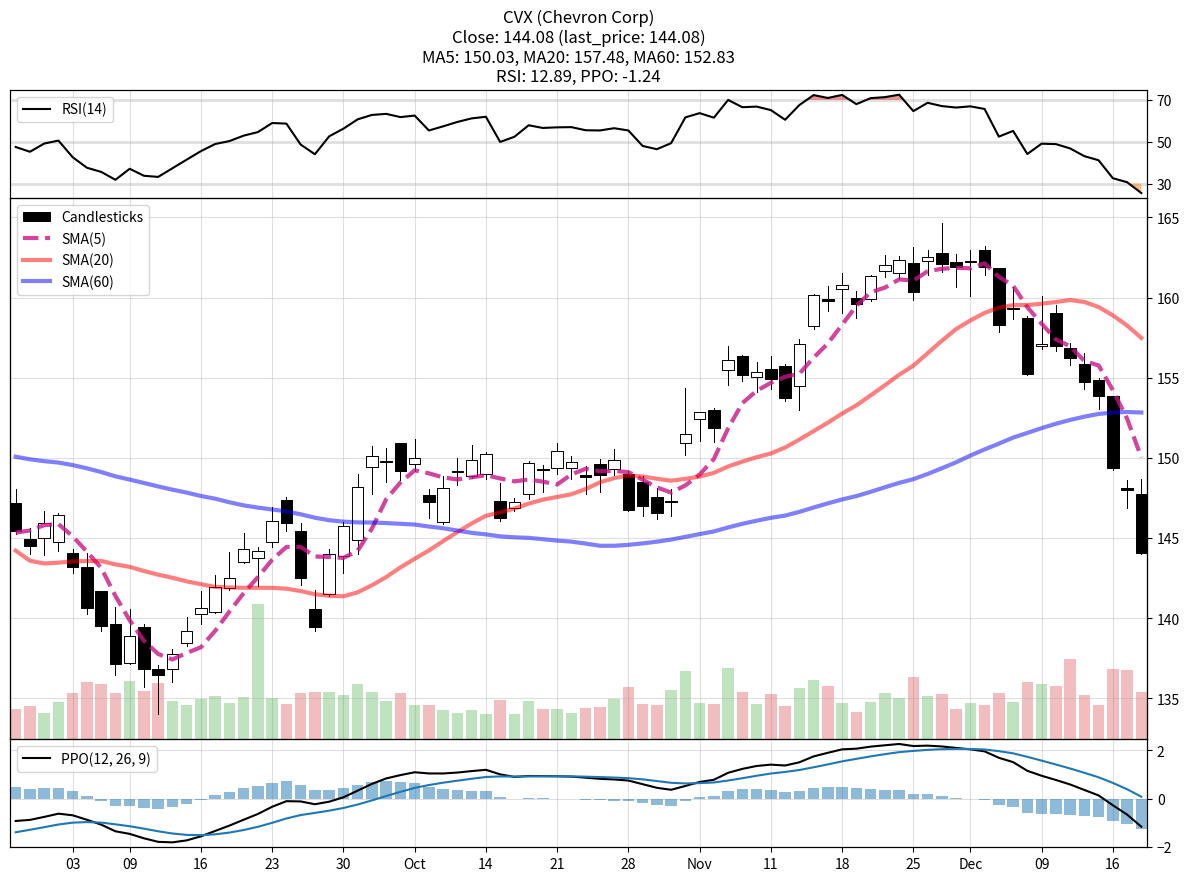 CVX (Chevron Corp)
Close: 144.08 (last_price: 144.08)
MA5: 150.03, MA20: 157.48, MA60: 152.83
RSI: 12.89, PPO: -1.24
RSI(14)
70
50
30
Candlesticks
SMA(5)
SMA(20)
SMA(60)
165
160
155
150
145
140
135
PPO(12, 26, 9)
2
0
−2
03 09 16 23 30 Oct 14 21 28 Nov 11 18 25 Dec 09 16